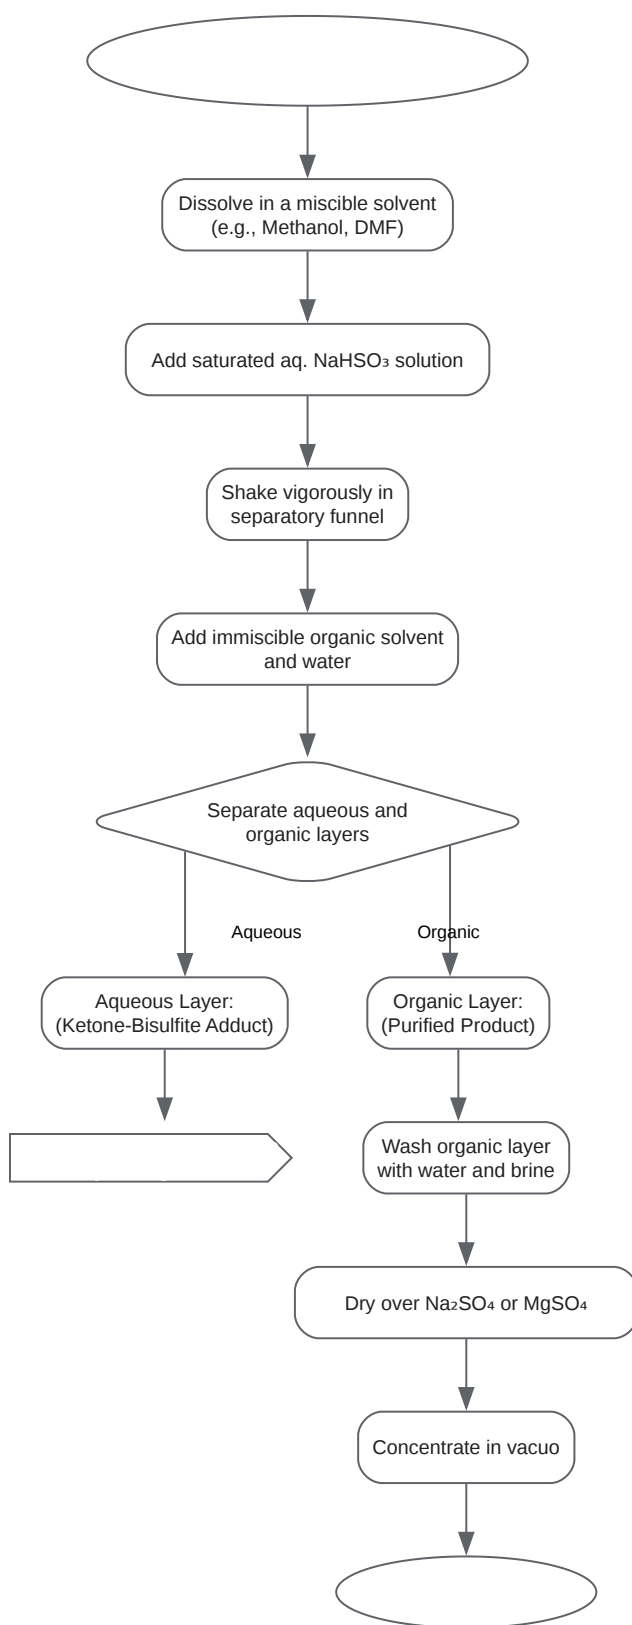 Dissolve in a miscible solvent
(e.g., Methanol, DMF)
Add saturated aq. NaHSO₃ solution
Shake vigorously in
separatory funnel
Add immiscible organic solvent
and water
Separate aqueous and
organic layers
Aqueous
Organic
Aqueous Layer:
(Ketone-Bisulfite Adduct)
Organic Layer:
(Purified Product)
Wash organic layer
with water and brine
Dry over Na₂SO₄ or MgSO₄
Concentrate in vacuo